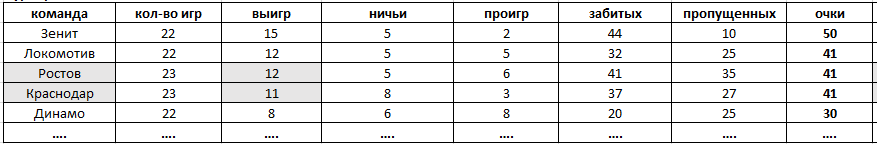 команда кол-во игр выигр ничьи проигр забитых пропущенных очки
Зенит 22 15 5 2 44 10 50
Локомотив 22 12 5 5 32 25 41
Ростов 23 12 5 6 41 35 41
Краснодар 23 11 8 3 37 27 41
Динамо 22 8 6 8 20 25 30
.... .... .... .... .... .... .... ....